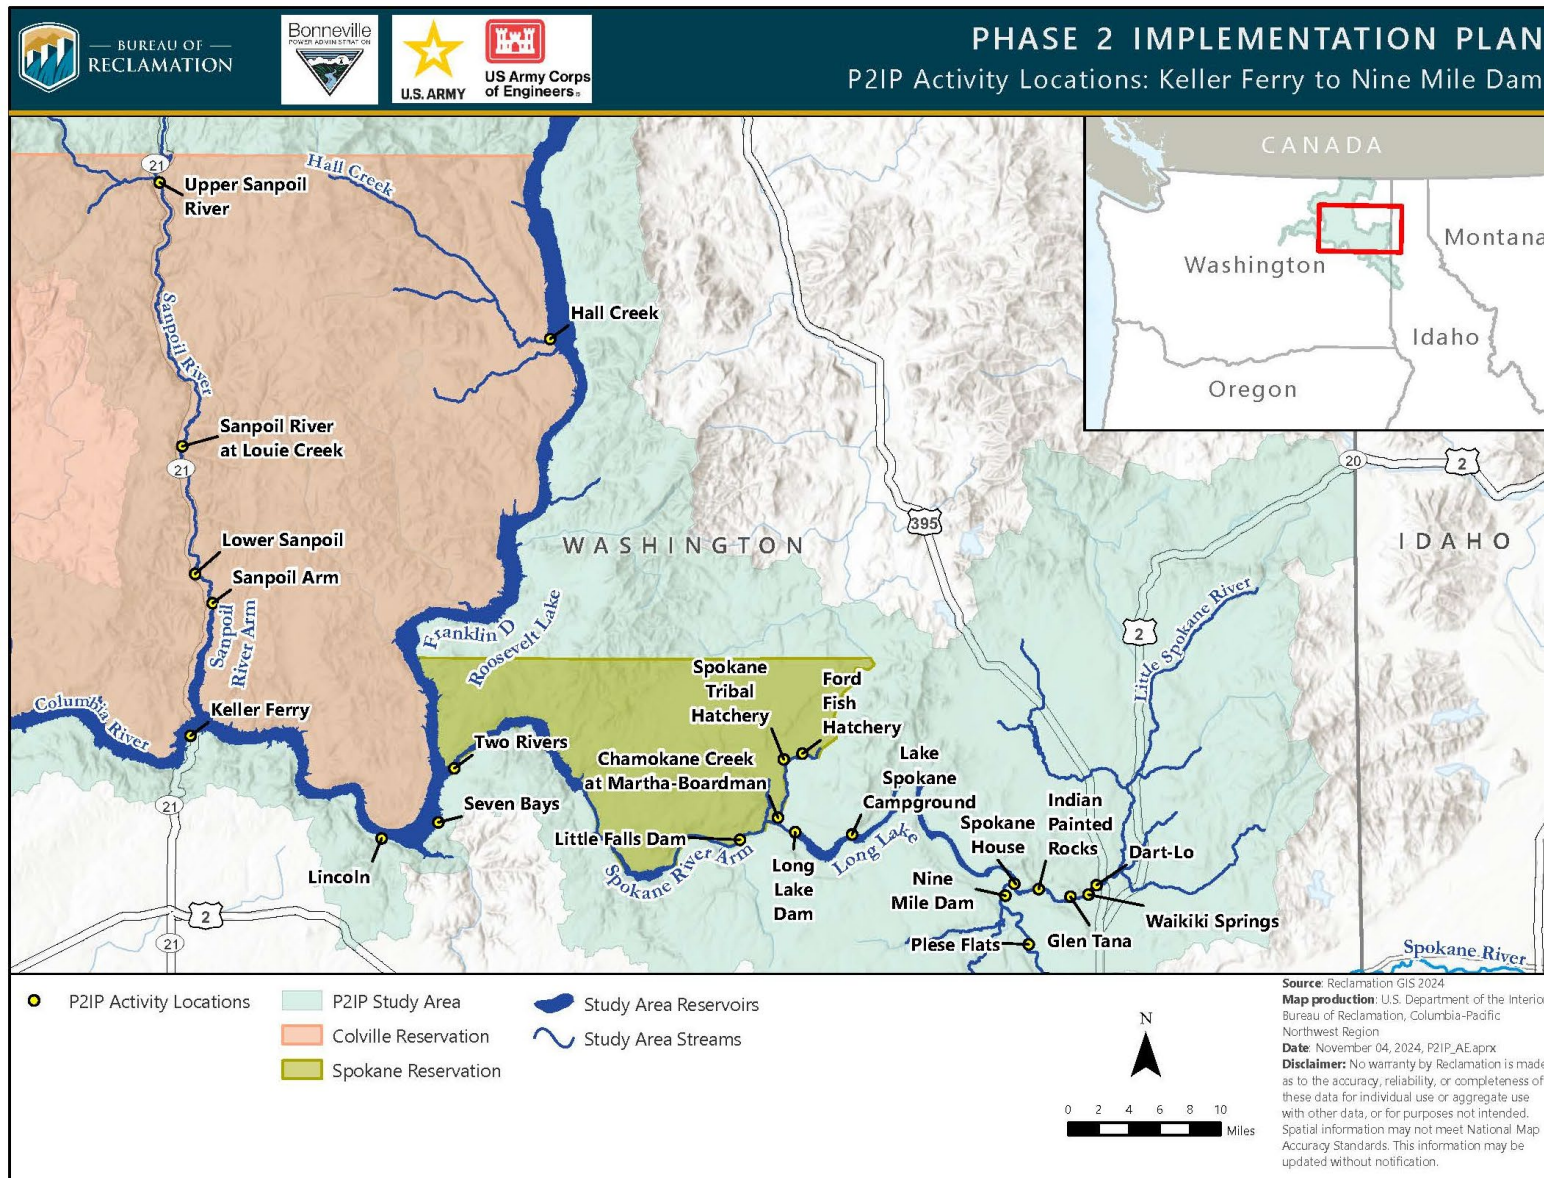 BUREAU OF
RECLAMATION
Bonneville
POWER ADMINISTRATION
U.S. ARMY
US Army Corps
of Engineers®
PHASE 2 IMPLEMENTATION PLAN
P2IP Activity Locations: Keller Ferry to Nine Mile Dam
CANADA
Washington
Montana
Idaho
Oregon
21
Upper Sanpoil
River
Hall Creek
Sanpoil River
Hall Creek
Sanpoil River
at Louie Creek
21
20
2
395
WASHINGTON
IDAHO
Lower Sanpoil
Sanpoil Arm
Sanpoil
River Arm
Franklin D
Roosevelt Lake
2
Little Spokane River
Columbia River
Keller Ferry
Spokane
Tribal
Hatchery
Ford
Fish
Hatchery
Two Rivers
Chamokane Creek
at Martha-Boardman
Lake
Spokane
Campground
21
Seven Bays
Little Falls Dam
Spokane River Arm
Long Lake
Long
Lake
Dam
Spokane
House
Indian
Painted
Rocks
Dart-Lo
Lincoln
Nine
Mile Dam
Waikiki Springs
2
21
Plese Flats
Glen Tana
Spokane River
P2IP Activity Locations
P2IP Study Area
Colville Reservation
Spokane Reservation
Study Area Reservoirs
Study Area Streams
N
0 2 4 6 8 10
Miles
Source: Reclamation GIS 2024
Map production: U.S. Department of the Interior
Bureau of Reclamation, Columbia-Pacific
Northwest Region
Date: November 04, 2024, P2IP_AE.aprx
Disclaimer: No warranty by Reclamation is made
as to the accuracy, reliability, or completeness of
these data for individual use or aggregate use
with other data, or for purposes not intended.
Spatial information may not meet National Map
Accuracy Standards. This information may be
updated without notification.